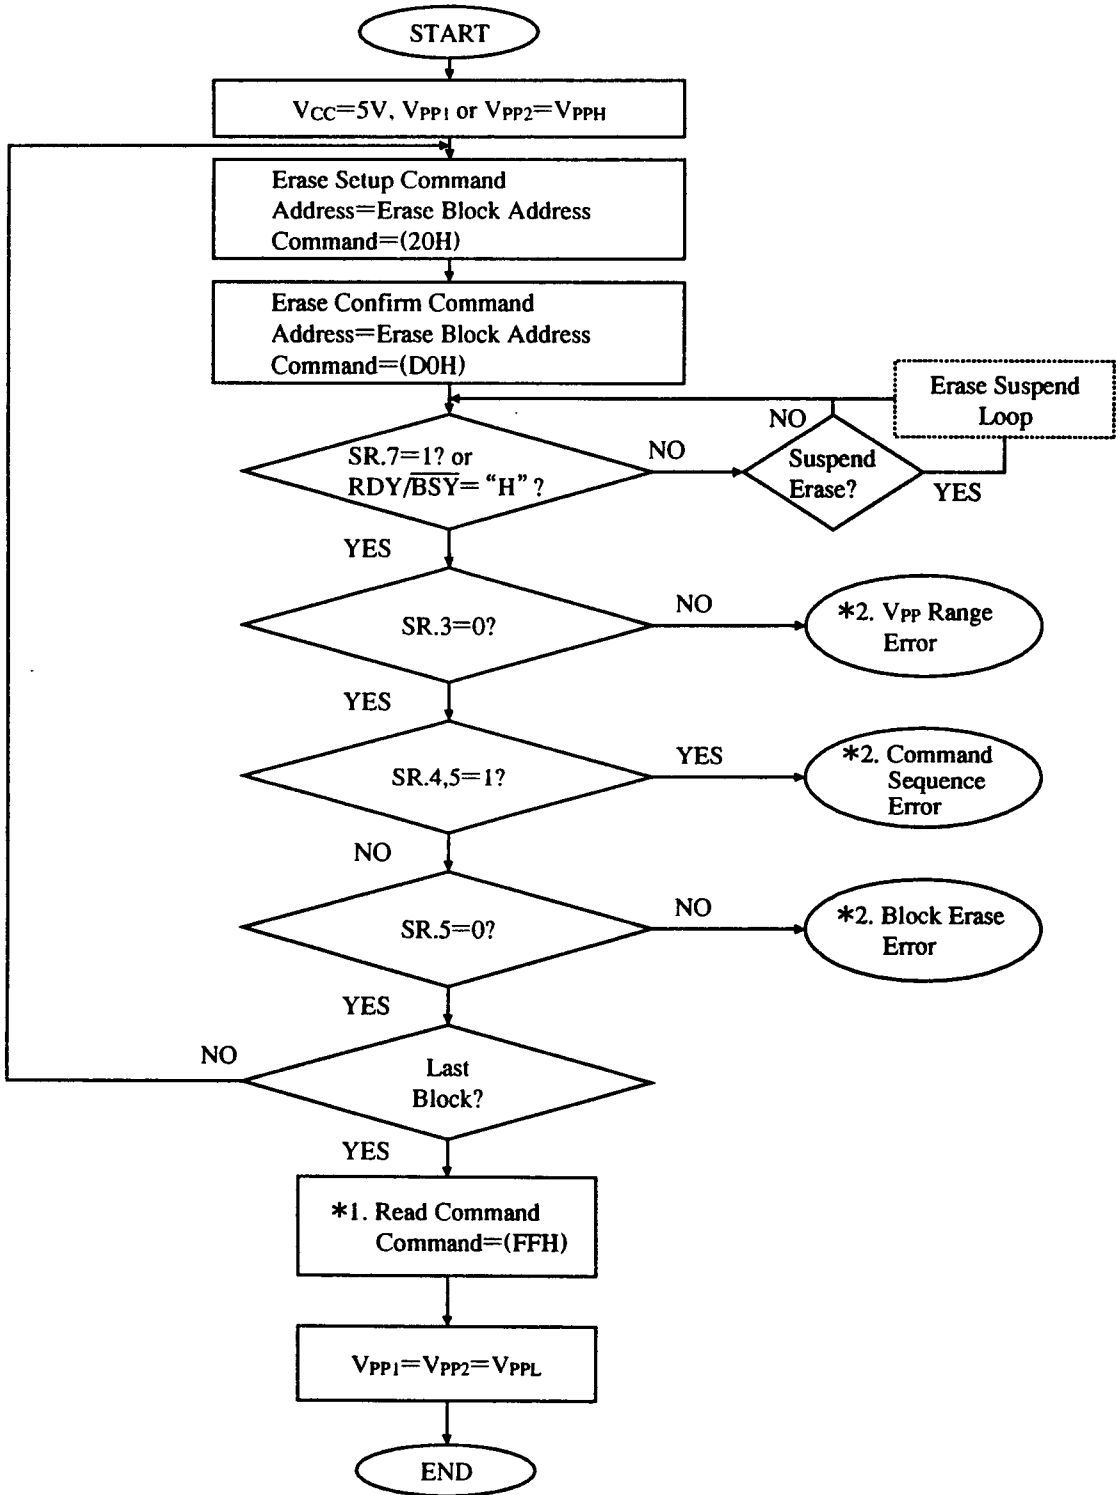 START
VCC=5V, VPP1 or VPP2=VPPH
Erase Setup Command
Address=Erase Block Address
Command=(20H)
Erase Confirm Command
Address=Erase Block Address
Command=(D0H)
Erase Suspend
Loop
NO
SR.7=1? or
RDY/BSY= “H” ?
NO
Suspend
Erase?
YES
YES
SR.3=0?
NO
*2. VPP Range
Error
YES
SR.4,5=1?
YES
*2. Command
Sequence
Error
NO
SR.5=0?
NO
*2. Block Erase
Error
YES
NO
Last
Block?
YES
*1. Read Command
Command=(FFH)
VPP1=VPP2=VPPL
END